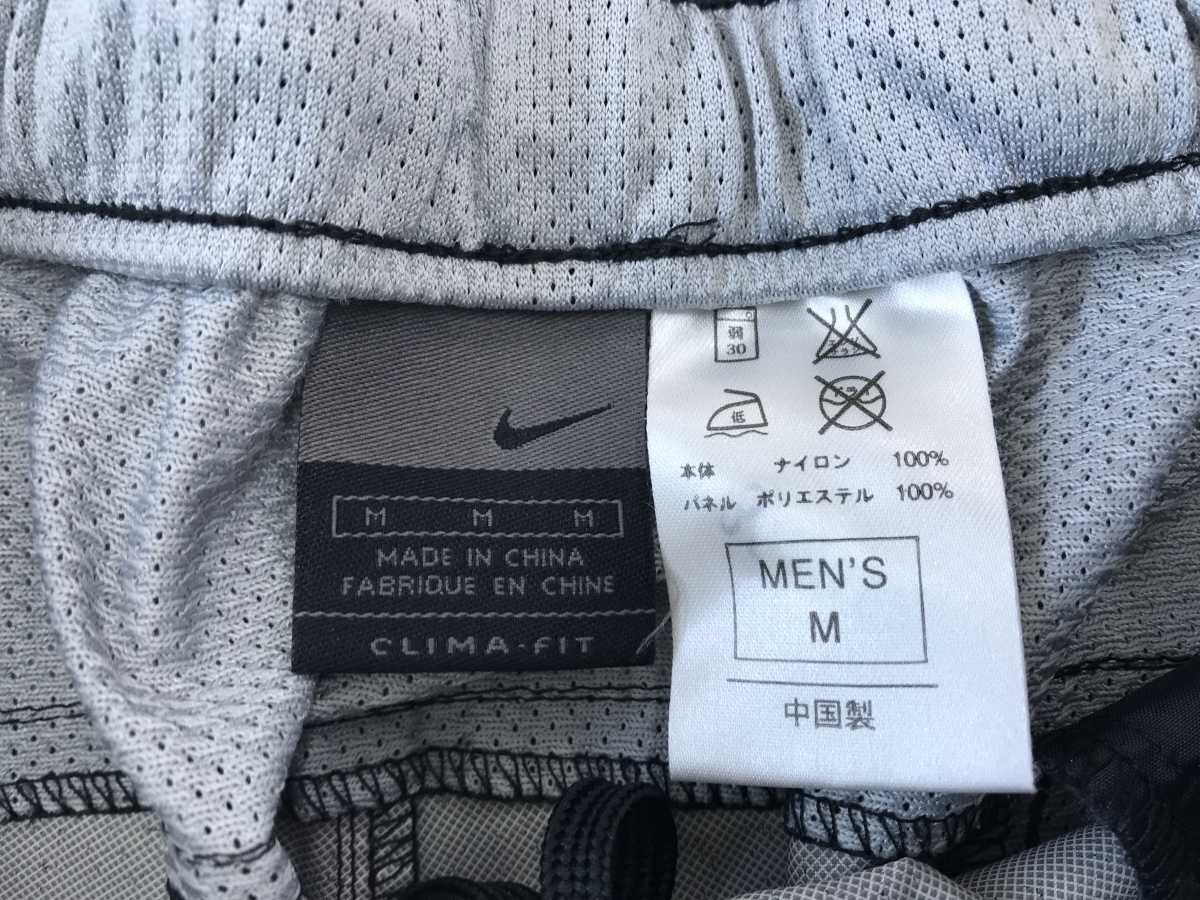 M M M
MADE IN CHINA
FABRIQUE EN CHINE
CLIMA-FIT
弱
30
低
本体 ナイロン 100%
パネル ポリエステル 100%
MEN'S
M
中国製